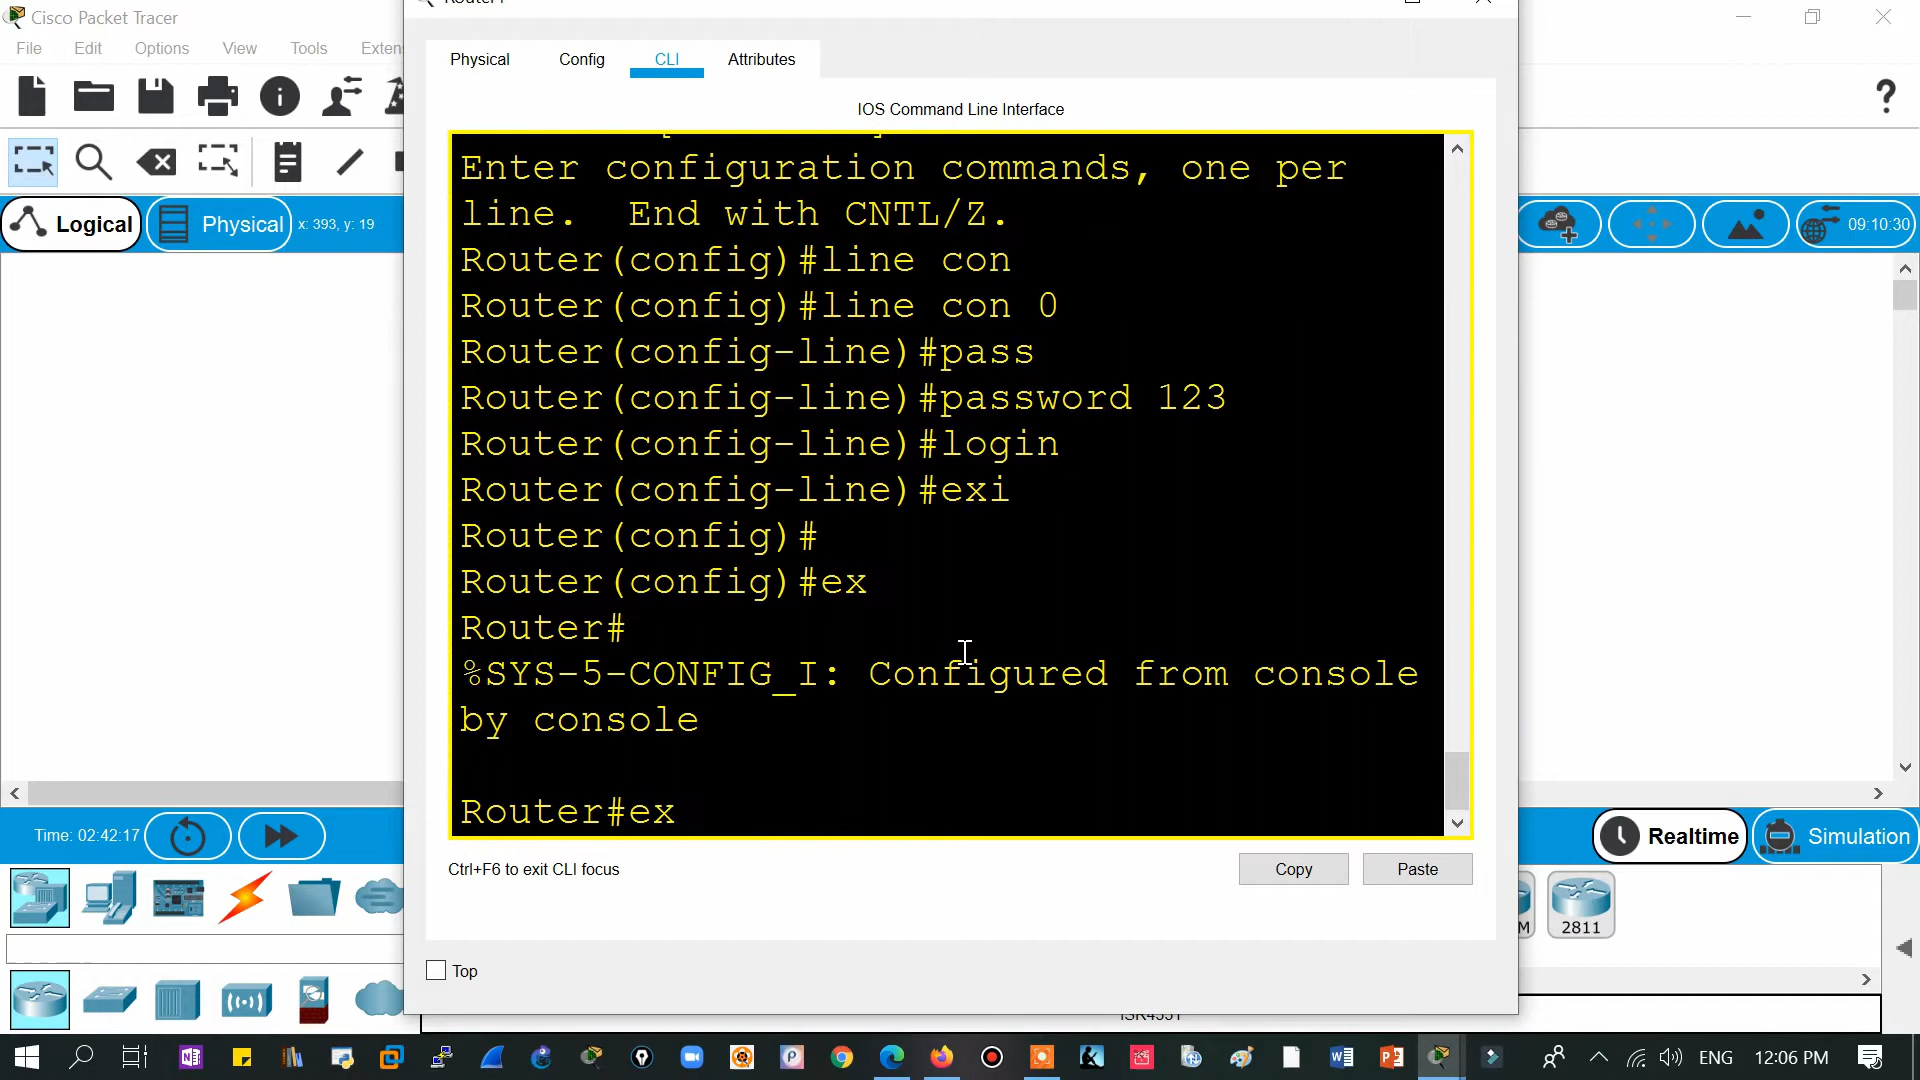 Cisco Packet Tracer
File Edit Options View Tools Exten
Logical Physical x: 393, y: 19
09:10:30
Physical Config CLI Attributes
IOS Command Line Interface
Enter configuration commands, one per
line.  End with CNTL/Z.
Router(config)#line con
Router(config)#line con 0
Router(config-line)#pass
Router(config-line)#password 123
Router(config-line)#login
Router(config-line)#exi
Router(config)#
Router(config)#ex
Router#
%SYS-5-CONFIG_I: Configured from console
by console
Router#ex
Ctrl+F6 to exit CLI focus
Copy Paste
Top
Time: 02:42:17
Realtime Simulation
M 2811
ENG 12:06 PM